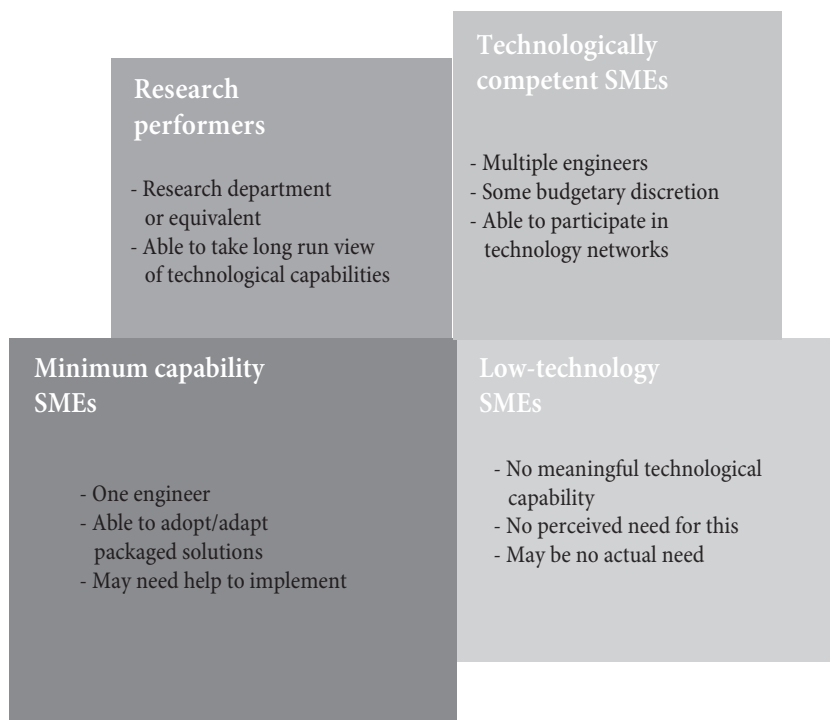 Research
performers
- Research department
or equivalent
- Able to take long run view
of technological capabilities
Technologically
competent SMEs
- Multiple engineers
- Some budgetary discretion
- Able to participate in
technology networks
Minimum capability
SMEs
- One engineer
- Able to adopt/adapt
packaged solutions
- May need help to implement
Low-technology
SMEs
- No meaningful technological
capability
- No perceived need for this
- May be no actual need